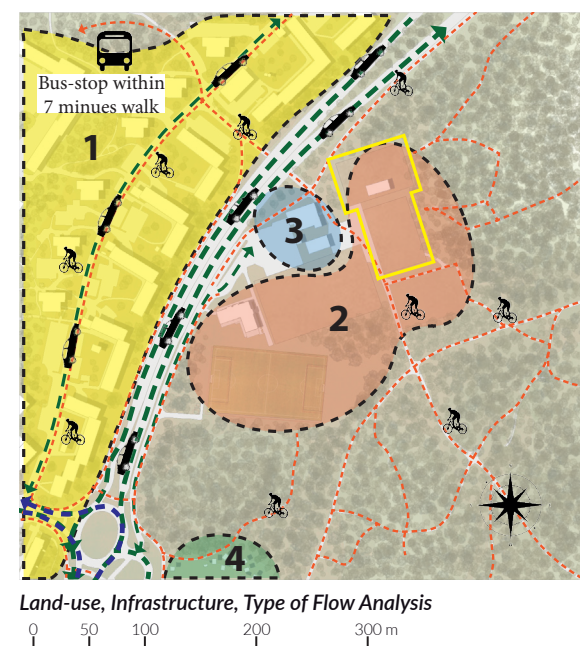 Bus-stop within
7 minues walk
1
3
2
4
Land-use, Infrastructure, Type of Flow Analysis
0 50 100 200 300 m